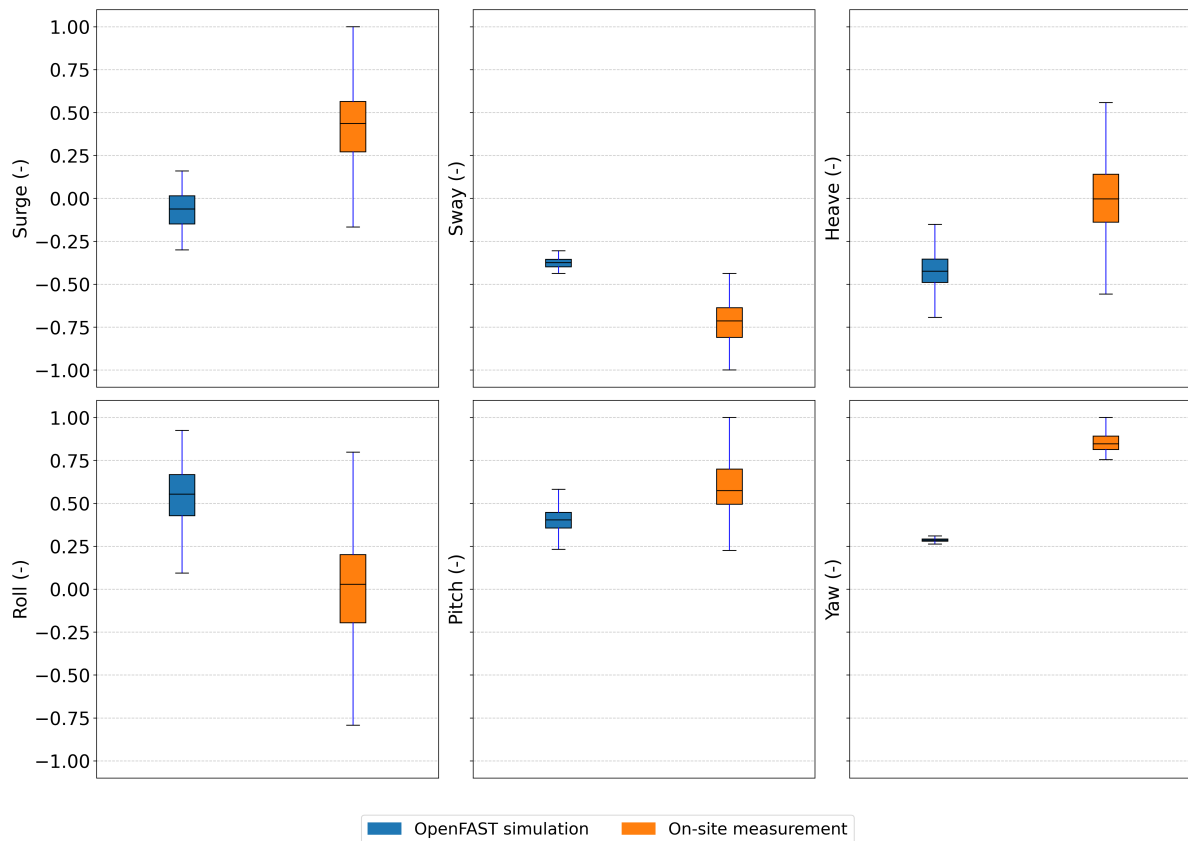 Surge (-)
1.00
0.75
0.50
0.25
0.00
−0.25
−0.50
−0.75
−1.00
Sway (-)
Heave (-)
Roll (-)
1.00
0.75
0.50
0.25
0.00
−0.25
−0.50
−0.75
−1.00
Pitch (-)
Yaw (-)
OpenFAST simulation
On-site measurement